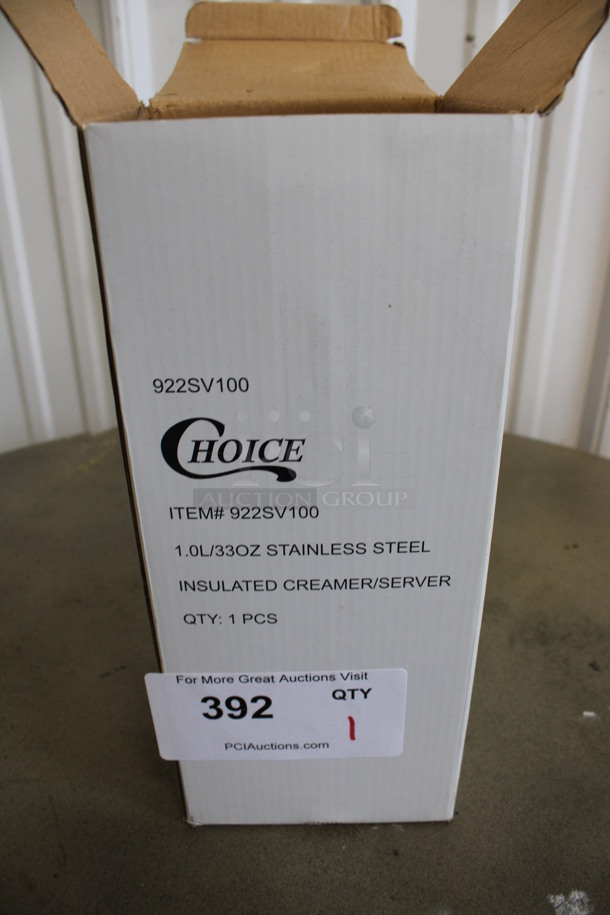 922SV100
CHOICE
PCI
AUCTION GROUP
ITEM# 922SV100
1.0L/33OZ STAINLESS STEEL
INSULATED CREAMER/SERVER
QTY: 1 PCS
For More Great Auctions Visit
392 QTY
1
PCIAuctions.com